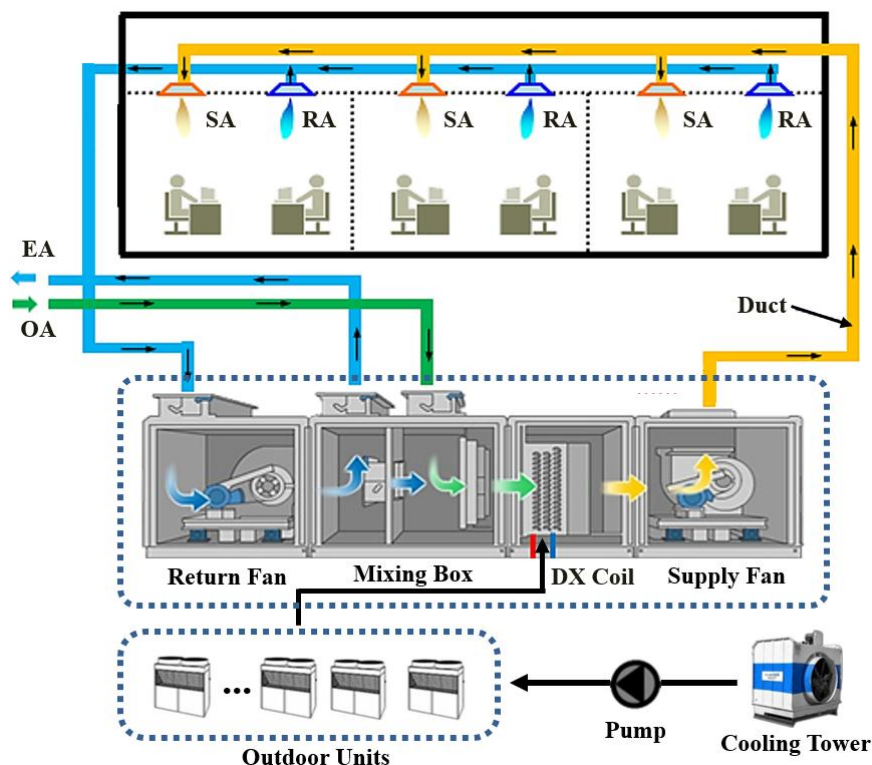 SA
RA
SA
RA
SA
RA
EA
OA
Duct
Return Fan
Mixing Box
DX Coil
Supply Fan
...
Outdoor Units
Pump
Cooling Tower